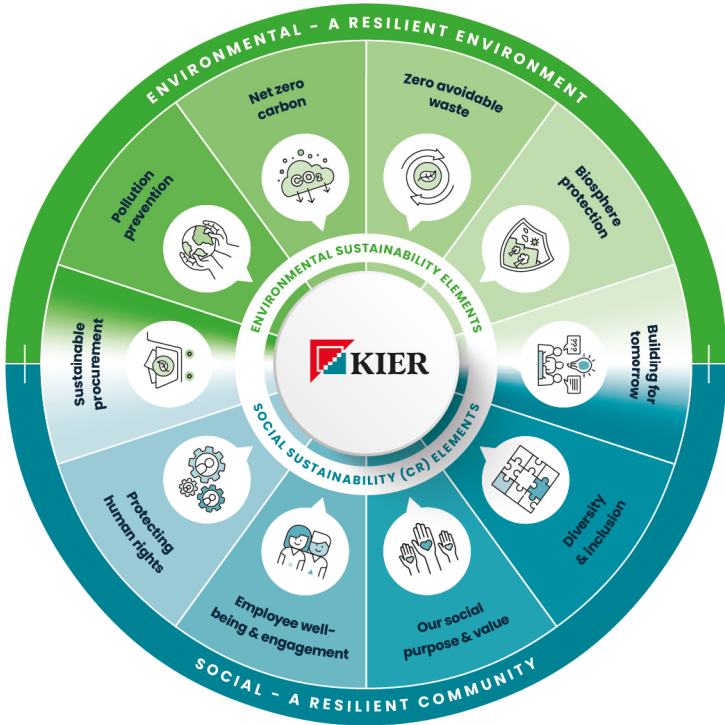 ENVIRONMENTAL – A RESILIENT ENVIRONMENT
Net zero
carbon
Zero avoidable
waste
Pollution
prevention
Biosphere
protection
CO₂
ENVIRONMENTAL SUSTAINABILITY ELEMENTS
Sustainable
procurement
KIER
Building for
tomorrow
???
SOCIAL SUSTAINABILITY (CR) ELEMENTS
Protecting
human rights
Diversity
& inclusion
Employee well-
being & engagement
Our social
purpose & value
SOCIAL – A RESILIENT COMMUNITY